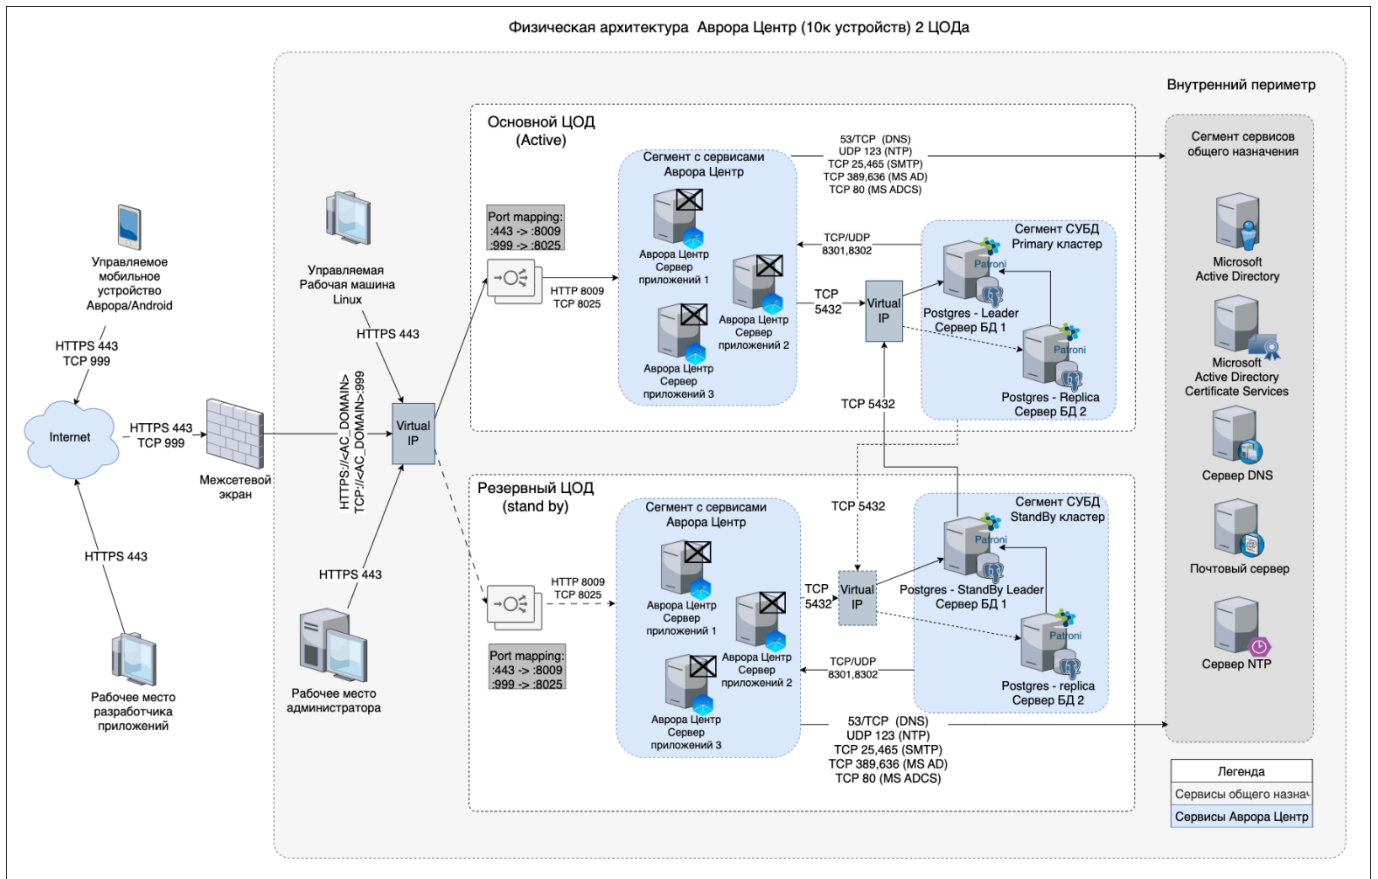 Физическая архитектура Аврора Центр (10к устройств) 2 ЦОДа
Внутренний периметр
Основной ЦОД
(Active)
Сегмент с сервисами
Аврора Центр
53/TCP (DNS)
UDP 123 (NTP)
TCP 25,465 (SMTP)
TCP 389,636 (MS AD)
TCP 80 (MS ADCS)
Сегмент сервисов
общего назначения
Port mapping:
:443 -> :8009
:999 -> :8025
HTTP 8009
TCP 8025
Аврора Центр
Сервер
приложений 1
Аврора Центр
Сервер
приложений 2
Аврора Центр
Сервер
приложений 3
TCP/UDP
8301,8302
TCP
5432
Virtual
IP
Сегмент СУБД
Primary кластер
Patroni
Postgres - Leader
Сервер БД 1
Patroni
Postgres - Replica
Сервер БД 2
TCP 5432
Управляемое
мобильное
устройство
Аврора/Android
HTTPS 443
TCP 999
Internet
HTTPS 443
TCP 999
Межсетевой
экран
HTTPS 443
Рабочее место
разработчика
приложений
Управляемая
Рабочая машина
Linux
HTTPS 443
HTTPS://<AC_DOMAIN>
TCP://<AC_DOMAIN>:999
Virtual
IP
HTTPS 443
Рабочее место
администратора
Резервный ЦОД
(stand by)
Сегмент с сервисами
Аврора Центр
HTTP 8009
TCP 8025
Port mapping:
:443 -> :8009
:999 -> :8025
Аврора Центр
Сервер
приложений 1
Аврора Центр
Сервер
приложений 2
Аврора Центр
Сервер
приложений 3
TCP 5432
TCP
5432
Virtual
IP
TCP/UDP
8301,8302
Сегмент СУБД
StandBy кластер
Patroni
Postgres - StandBy Leader
Сервер БД 1
Patroni
Postgres - replica
Сервер БД 2
53/TCP (DNS)
UDP 123 (NTP)
TCP 25,465 (SMTP)
TCP 389,636 (MS AD)
TCP 80 (MS ADCS)
Microsoft
Active Directory
Microsoft
Active Directory
Certificate Services
Сервер DNS
Почтовый сервер
Сервер NTP
Легенда
Сервисы общего назнач
Сервисы Аврора Центр